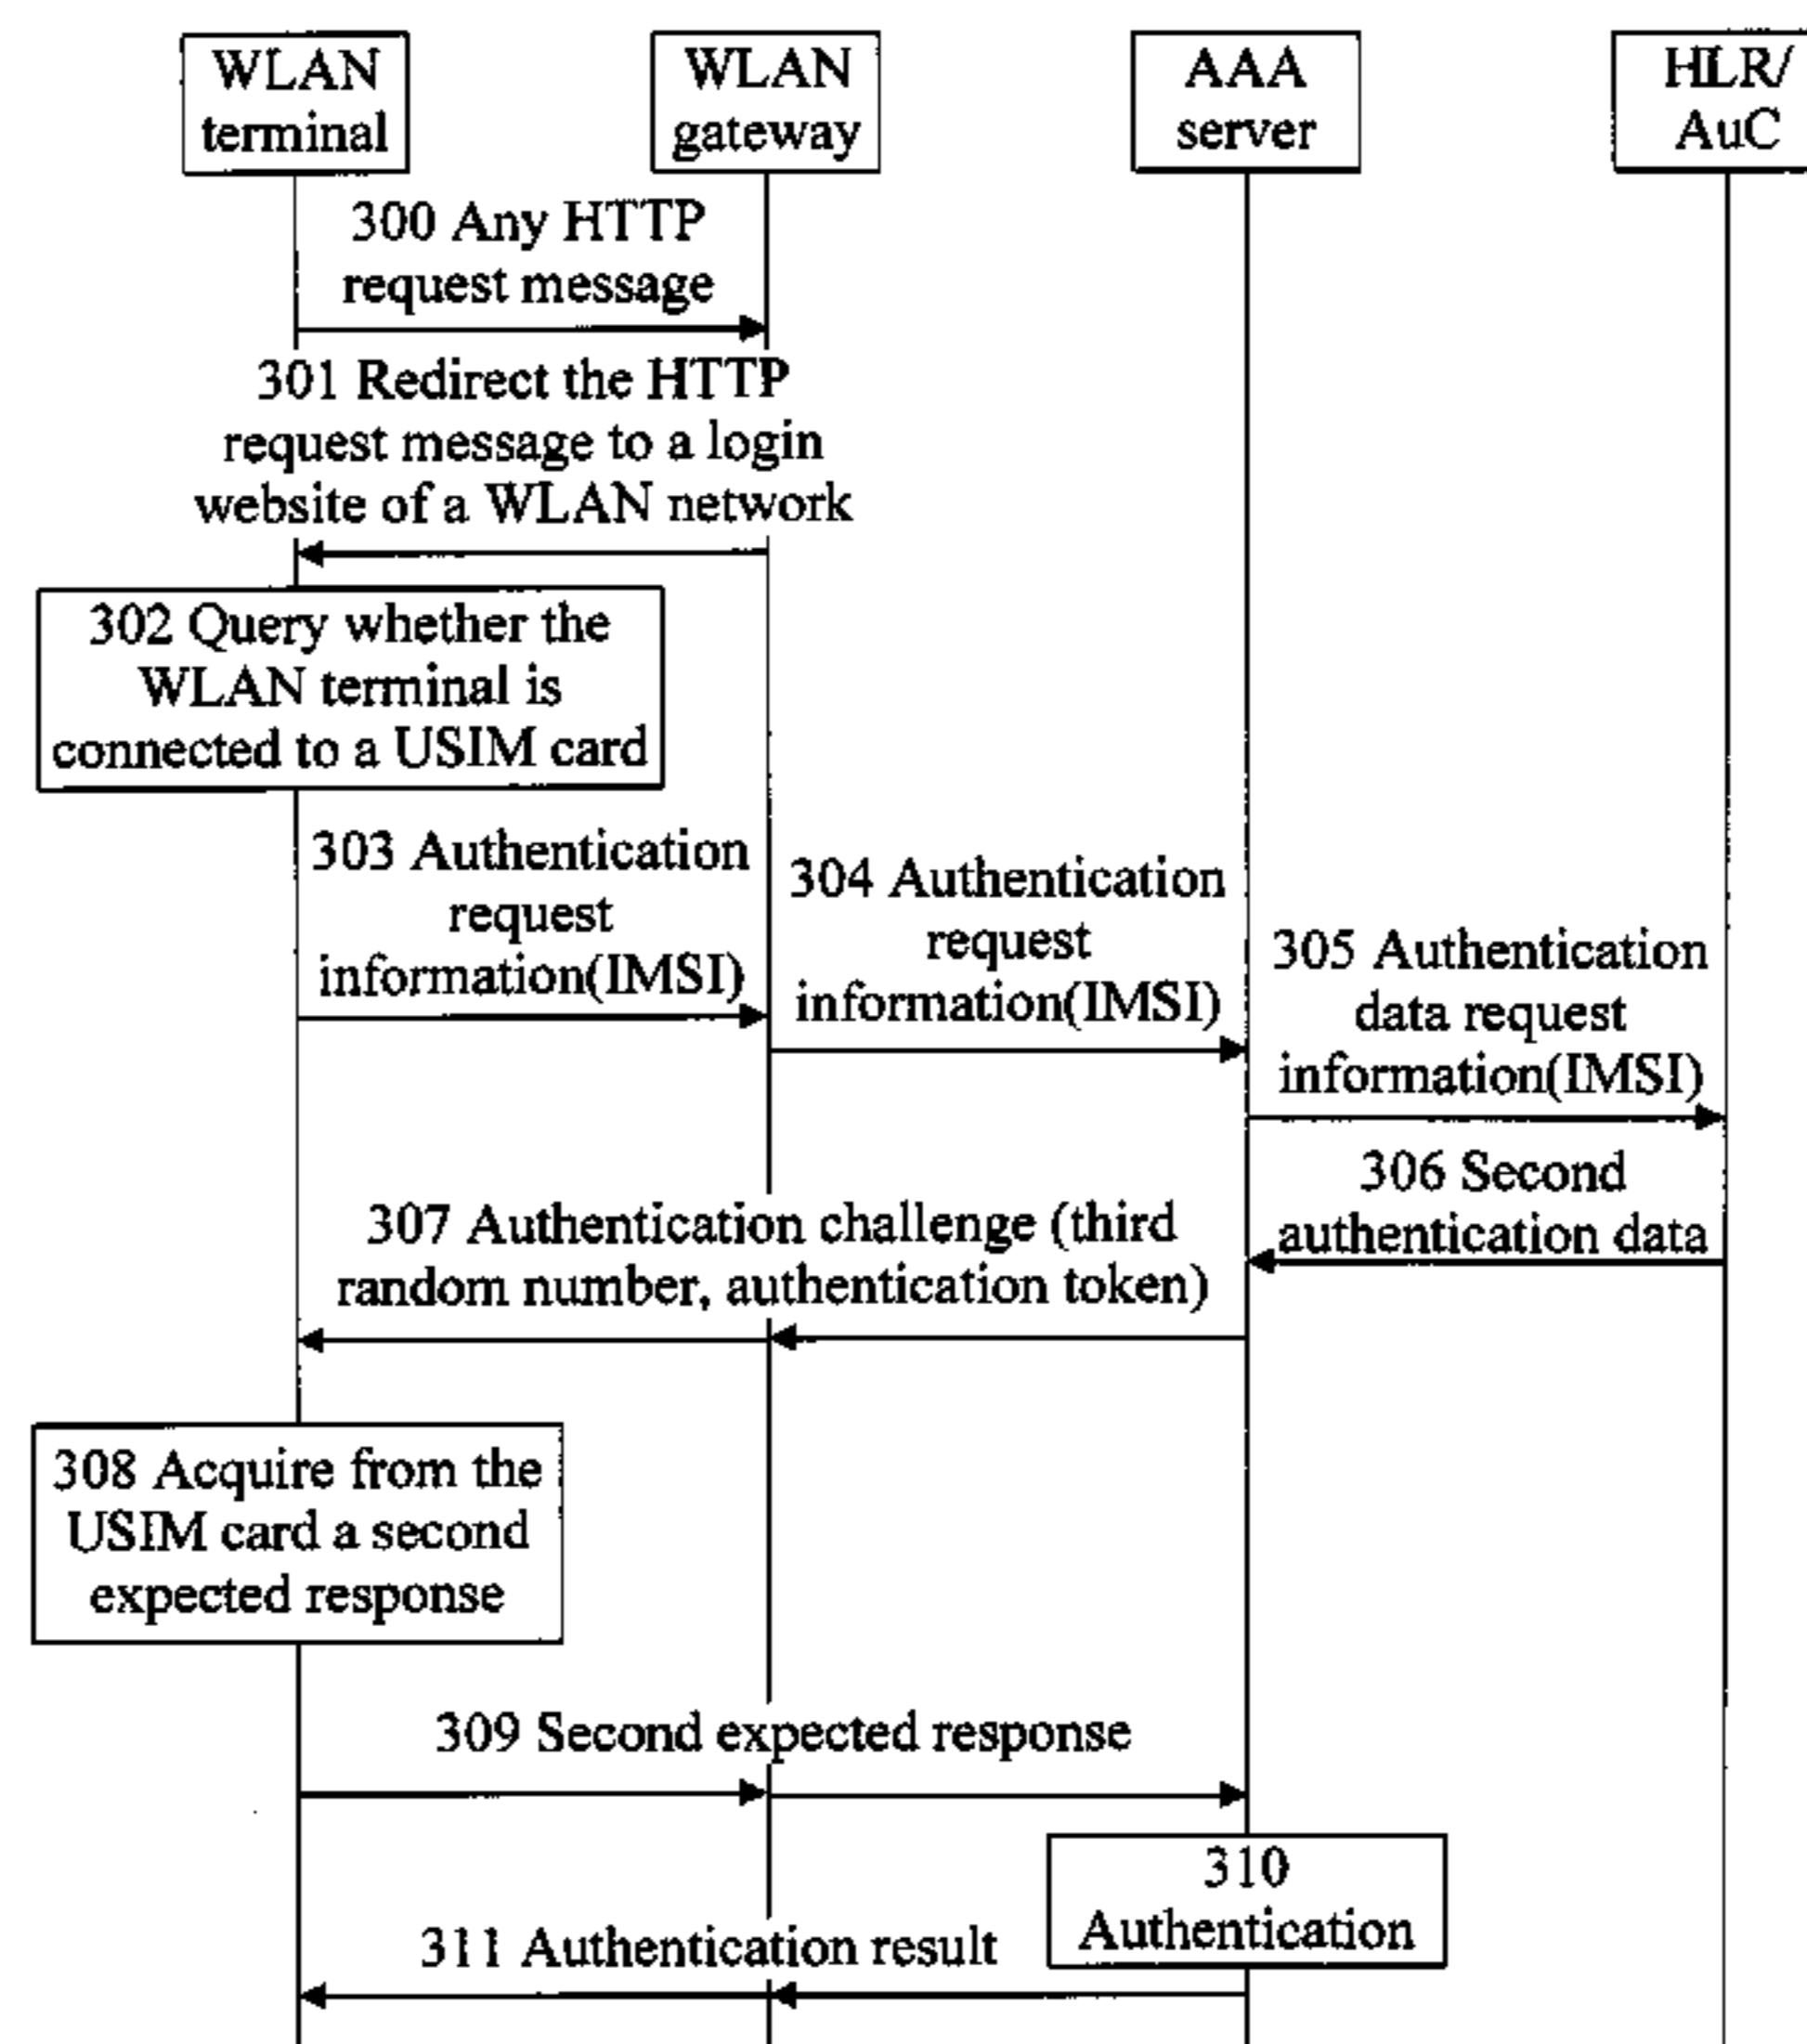 WLAN
terminal
WLAN
gateway
AAA
server
HLR/
AuC
300 Any HTTP
request message
301 Redirect the HTTP
request message to a login
website of a WLAN network
302 Query whether the
WLAN terminal is
connected to a USIM card
303 Authentication
request
information(IMSI)
304 Authentication
request
information(IMSI)
305 Authentication
data request
information(IMSI)
306 Second
authentication data
307 Authentication challenge (third
random number, authentication token)
308 Acquire from the
USIM card a second
expected response
309 Second expected response
310
Authentication
311 Authentication result